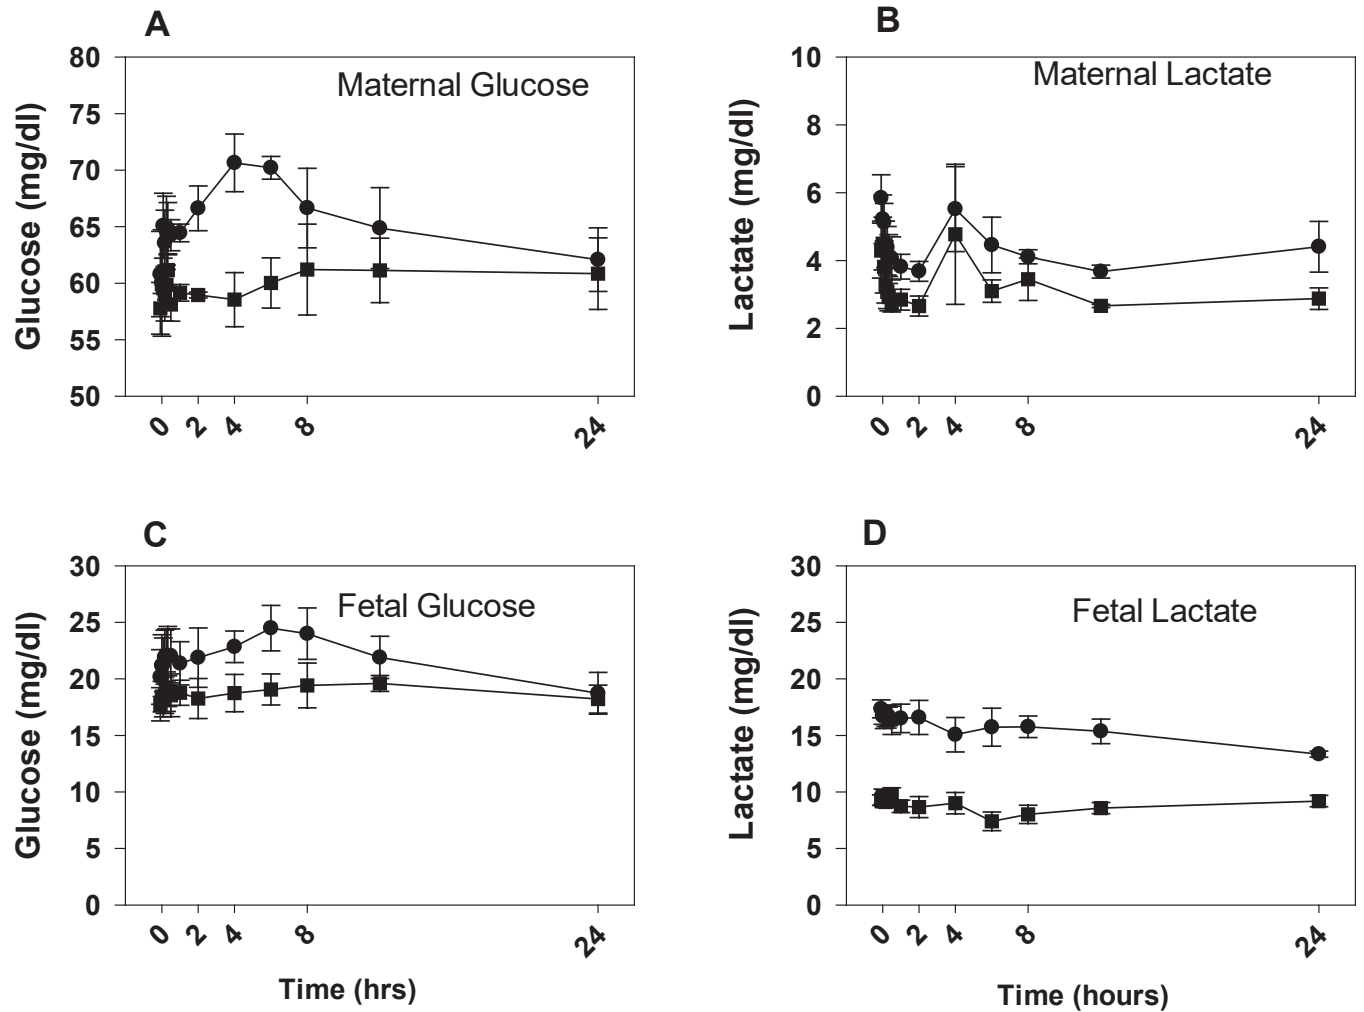 A
Maternal Glucose
Glucose (mg/dl)
80
75
70
65
60
55
50
0 2 4 8 24
B
Maternal Lactate
Lactate (mg/dl)
10
8
6
4
2
0
0 2 4 8 24
C
Fetal Glucose
Glucose (mg/dl)
30
25
20
15
10
5
0
0 2 4 8 24
Time (hrs)
D
Fetal Lactate
Lactate (mg/dl)
30
25
20
15
10
5
0
0 2 4 8 24
Time (hours)